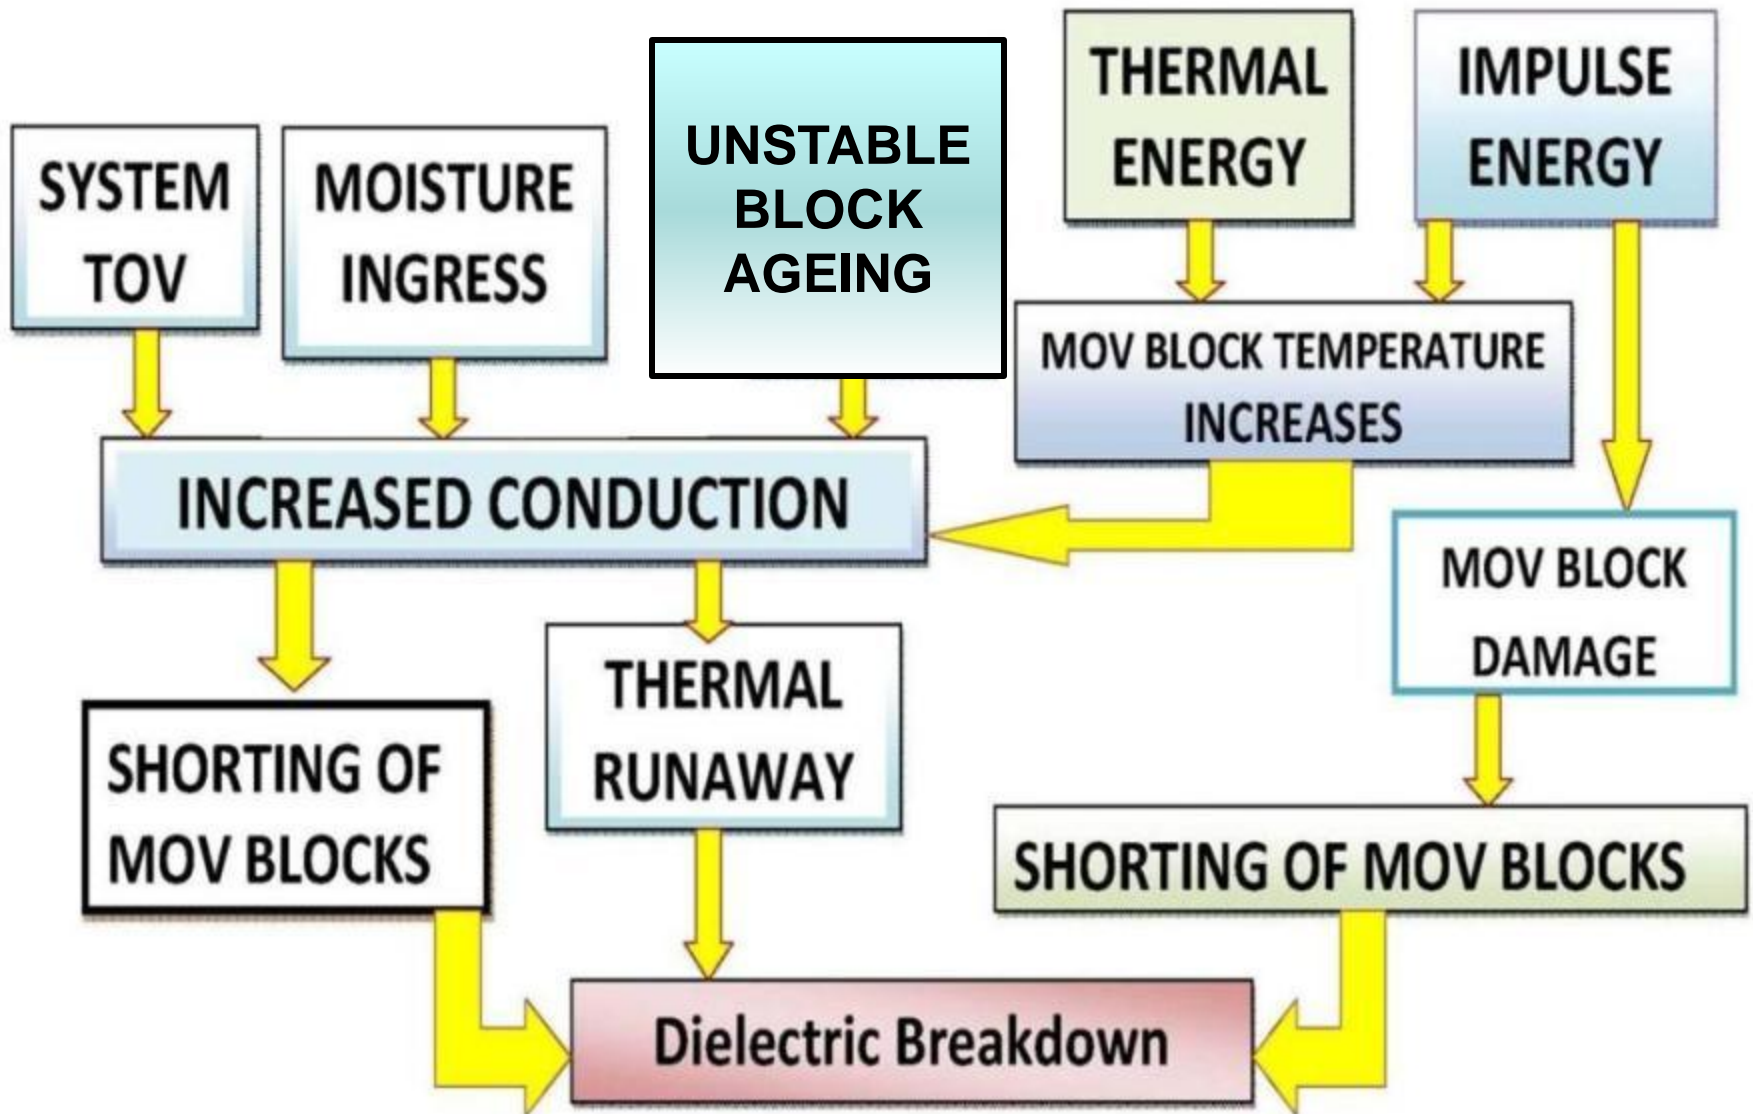 SYSTEM
TOV
MOISTURE
INGRESS
UNSTABLE
BLOCK
AGEING
THERMAL
ENERGY
IMPULSE
ENERGY
MOV BLOCK TEMPERATURE
INCREASES
INCREASED CONDUCTION
MOV BLOCK
DAMAGE
THERMAL
RUNAWAY
SHORTING OF
MOV BLOCKS
SHORTING OF MOV BLOCKS
Dielectric Breakdown